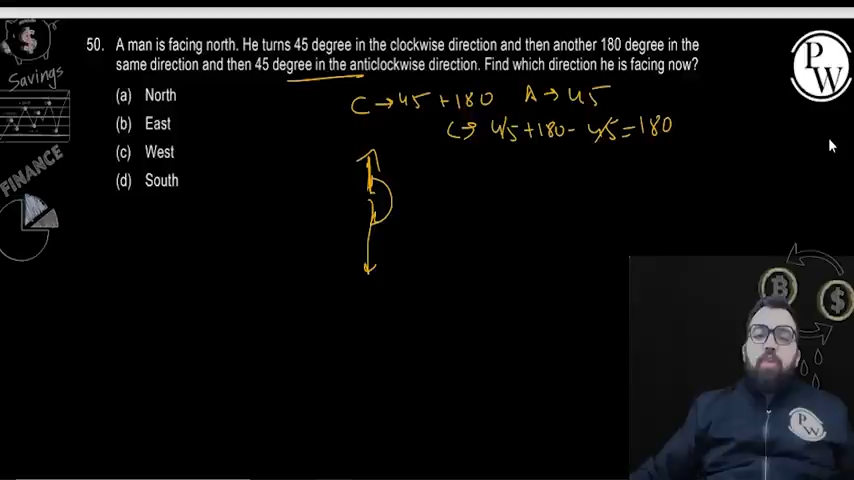 50. A man is facing north. He turns 45 degree in the clockwise direction and then another 180 degree in the
same direction and then 45 degree in the anticlockwise direction. Find which direction he is facing now?
(a) North
(b) East
(c) West
(d) South
C → 45 + 180 A → 45
C → 45 + 180 - 45 = 180
Savings
FINANCE
$
PW
B
$
PW